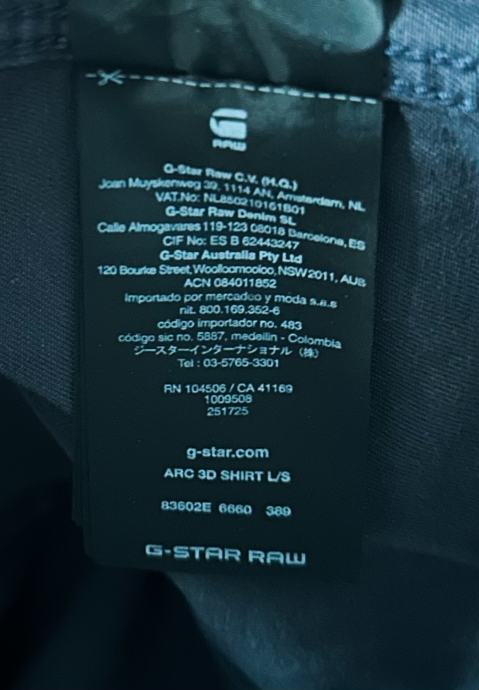 G
RAW
G-Star Raw C.V. (H.Q.)
Joan Muyskenweg 39, 1114 AN, Amsterdam, NL
VAT.No: NL850210161B01
G-Star Raw Denim SL
Calle Almogavares 119-123 08018 Barcelona, ES
CIF No: ES B 62443247
G-Star Australia Pty Ltd
120 Bourke Street, Woolloomooloo, NSW 2011, AUS
ACN 084011852
Importado por mercadeo y moda s.a.s
nit. 800.169.352-6
código importador no. 483
código sic no. 5887, medellin - Colombia
ジースターインターナショナル（株）
Tel : 03-5765-3301
RN 104506 / CA 41169
1009508
251725
g-star.com
ARC 3D SHIRT L/S
83602E 6660 389
G-STAR RAW